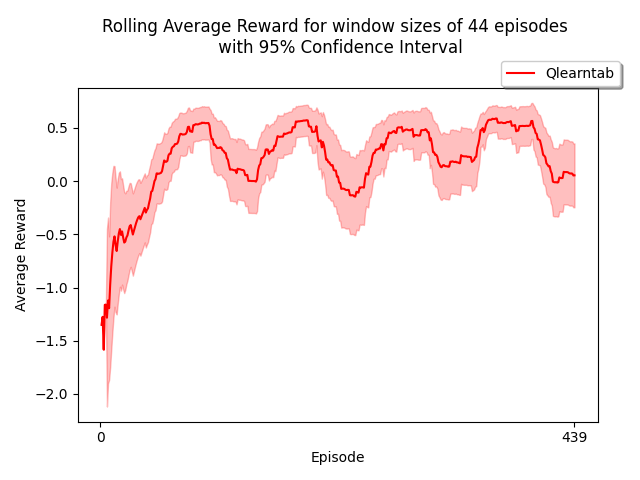 Rolling Average Reward for window sizes of 44 episodes
with 95% Confidence Interval
Qlearntab
Average Reward
0.5
0.0
−0.5
−1.0
−1.5
−2.0
0
439
Episode